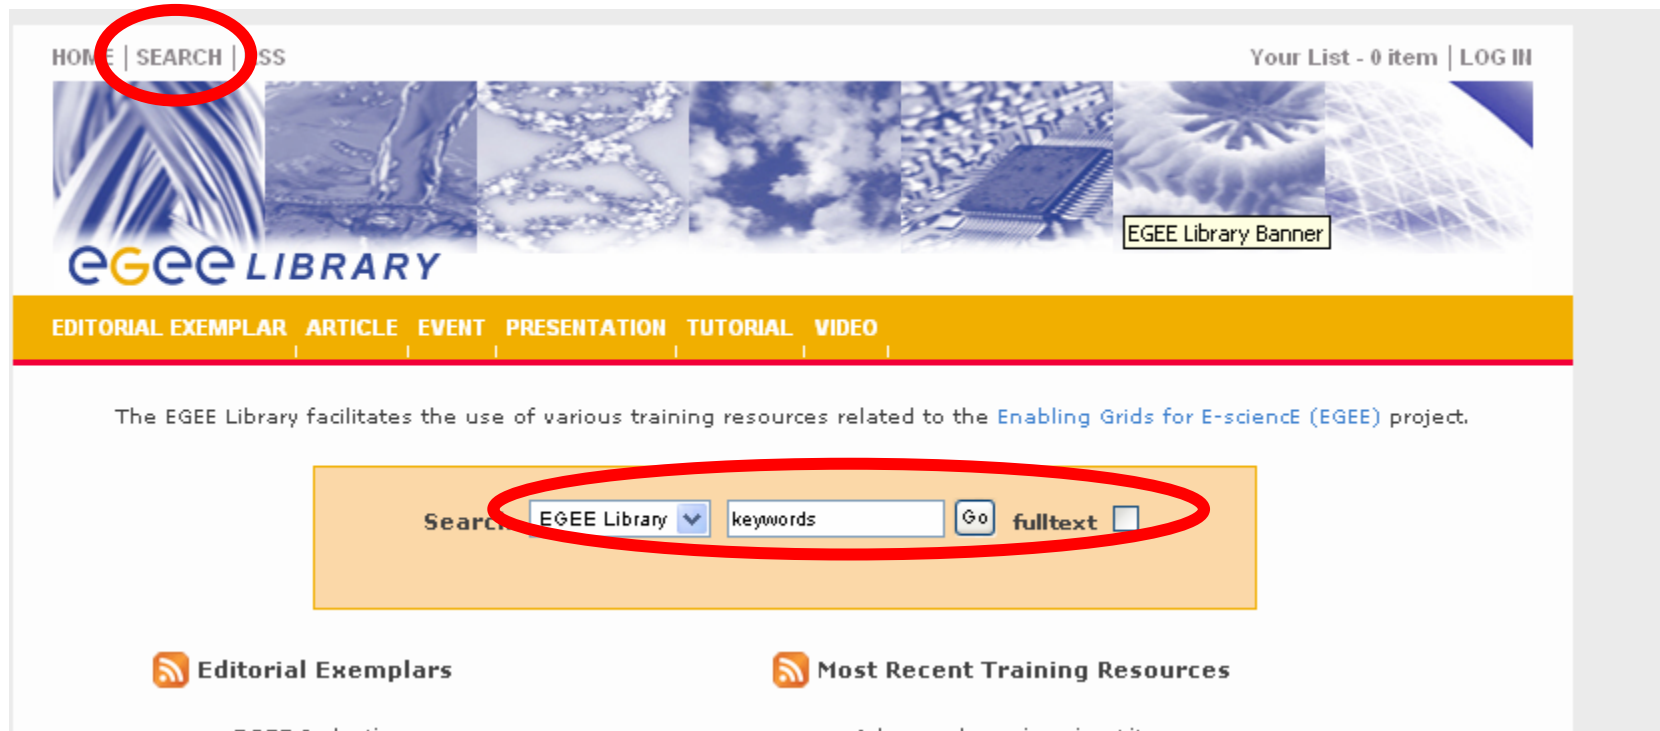 HOME | SEARCH | RSS
Your List - 0 item | LOG IN
EGEE Library Banner
eGee LIBRARY
EDITORIAL EXEMPLAR ARTICLE EVENT PRESENTATION TUTORIAL VIDEO
The EGEE Library facilitates the use of various training resources related to the Enabling Grids for E-sciencE (EGEE) project.
Search EGEE Library keywords Go fulltext
Editorial Exemplars
Most Recent Training Resources